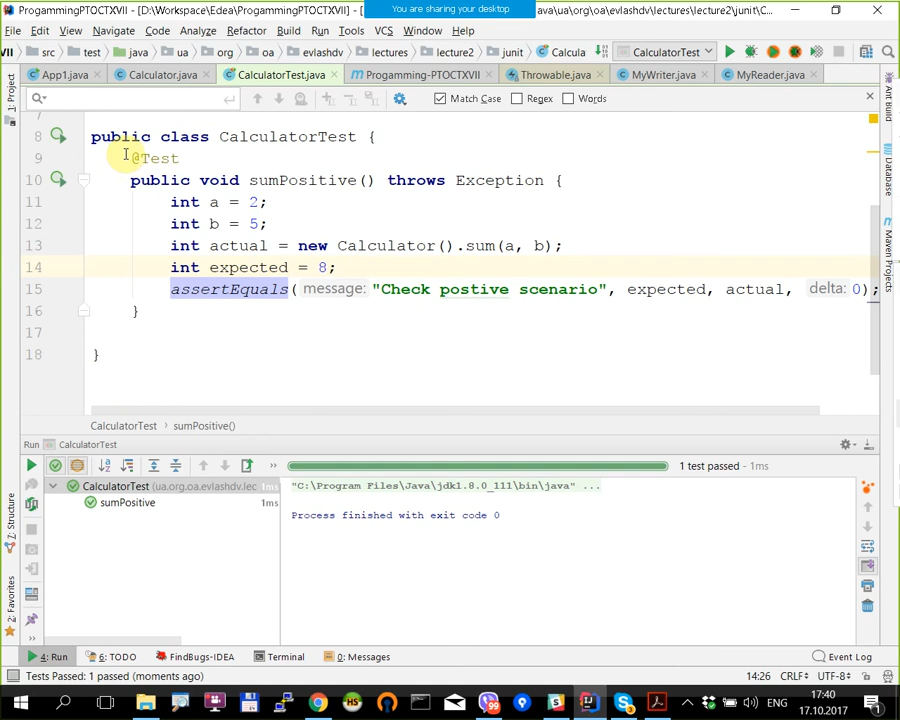 You are sharing your desktop
ProgammingPTOCTXVII] - [D:\Workspace\Edea\ProgammingPTOCTXVII] - [
ava\ua\org\oa\evlashdv\lectures\lecture2\junit\C...
File Edit View Navigate Code Analyze Refactor Build Run Tools VCS Window Help
VII src test java ua org oa evlashdv lectures lecture2 junit Calcula CalculatorTest
App1.java Calculator.java CalculatorTest.java Progamming-PTOCTXVII Throwable.java MyWriter.java MyReader.java
Match Case Regex Words
7
8 public class CalculatorTest {
9 @Test
10 public void sumPositive() throws Exception {
11 int a = 2;
12 int b = 5;
13 int actual = new Calculator().sum(a, b);
14 int expected = 8;
15 assertEquals( message: "Check postive scenario", expected, actual, delta: 0);
16 }
17
18 }
CalculatorTest › sumPositive()
Run CalculatorTest
1 test passed - 1ms
CalculatorTest (ua.org.oa.evlashdv.lec 1ms
sumPositive 1ms
"C:\Program Files\Java\jdk1.8.0_111\bin\java" ...
Process finished with exit code 0
1: Project
7: Structure
2: Favorites
Ant Build
Database
Maven Projects
4: Run 6: TODO FindBugs-IDEA Terminal 0: Messages Event Log
Tests Passed: 1 passed (moments ago) 14:26 CRLF UTF-8
99
ENG
17:40
17.10.2017
1